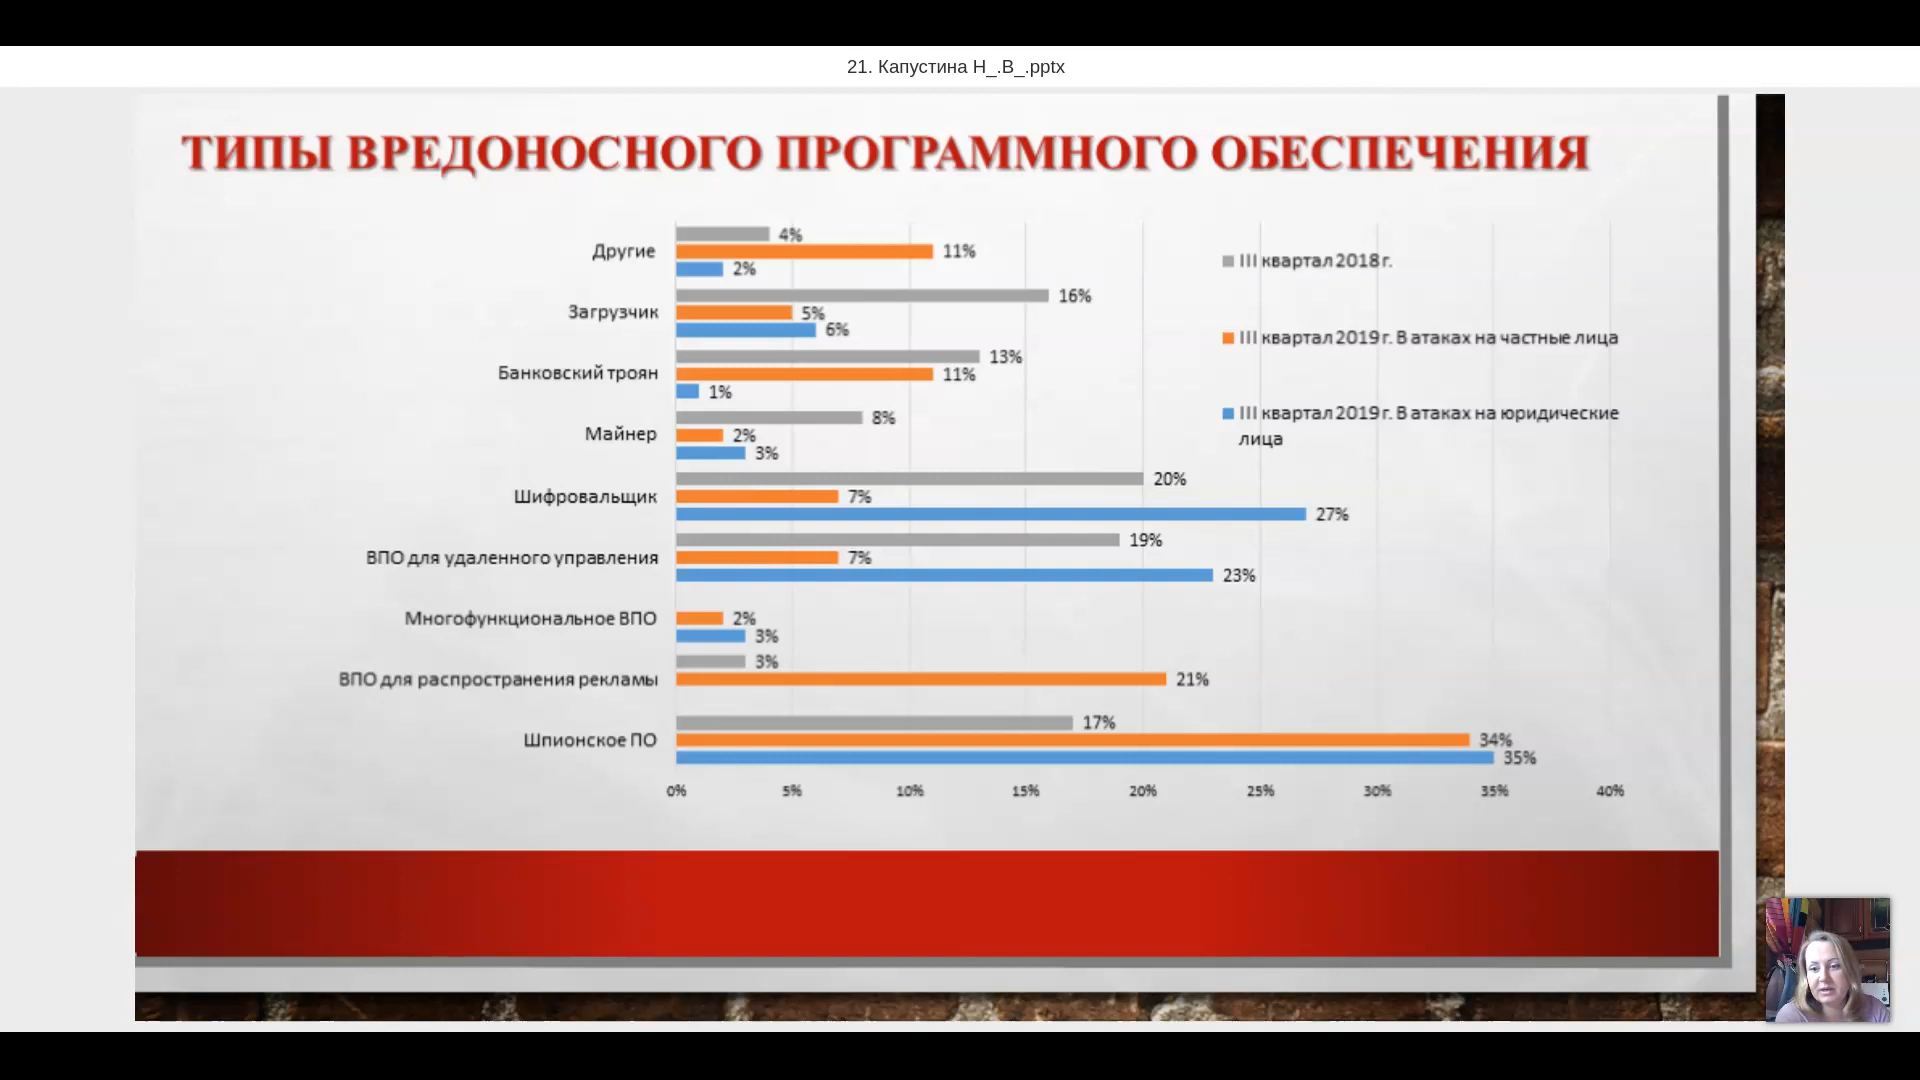 21. Капустина Н_.В_.pptx
ТИПЫ ВРЕДОНОСНОГО ПРОГРАММНОГО ОБЕСПЕЧЕНИЯ
4%
Другие
11%
2%
16%
Загрузчик
5%
6%
13%
Банковский троян
11%
1%
8%
Майнер
2%
3%
20%
Шифровальщик
7%
27%
19%
ВПО для удаленного управления
7%
23%
Многофункциональное ВПО
2%
3%
3%
ВПО для распространения рекламы
21%
17%
Шпионское ПО
34%
35%
0% 5% 10% 15% 20% 25% 30% 35% 40%
III квартал 2018 г.
III квартал 2019 г. В атаках на частные лица
III квартал 2019 г. В атаках на юридические
лица